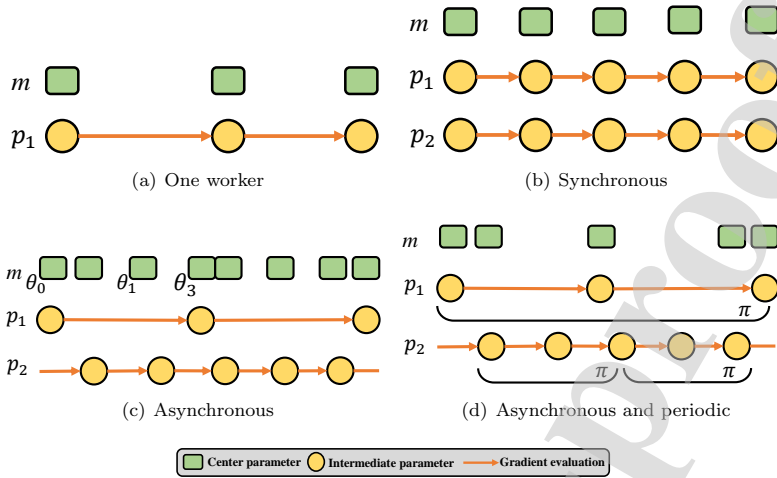 m
p₁
(a) One worker
m
p₁
p₂
(b) Synchronous
m
θ₀ θ₁ θ₃
p₁
p₂
(c) Asynchronous
m
p₁
π
p₂
π π
(d) Asynchronous and periodic
Center parameter Intermediate parameter Gradient evaluation
proof